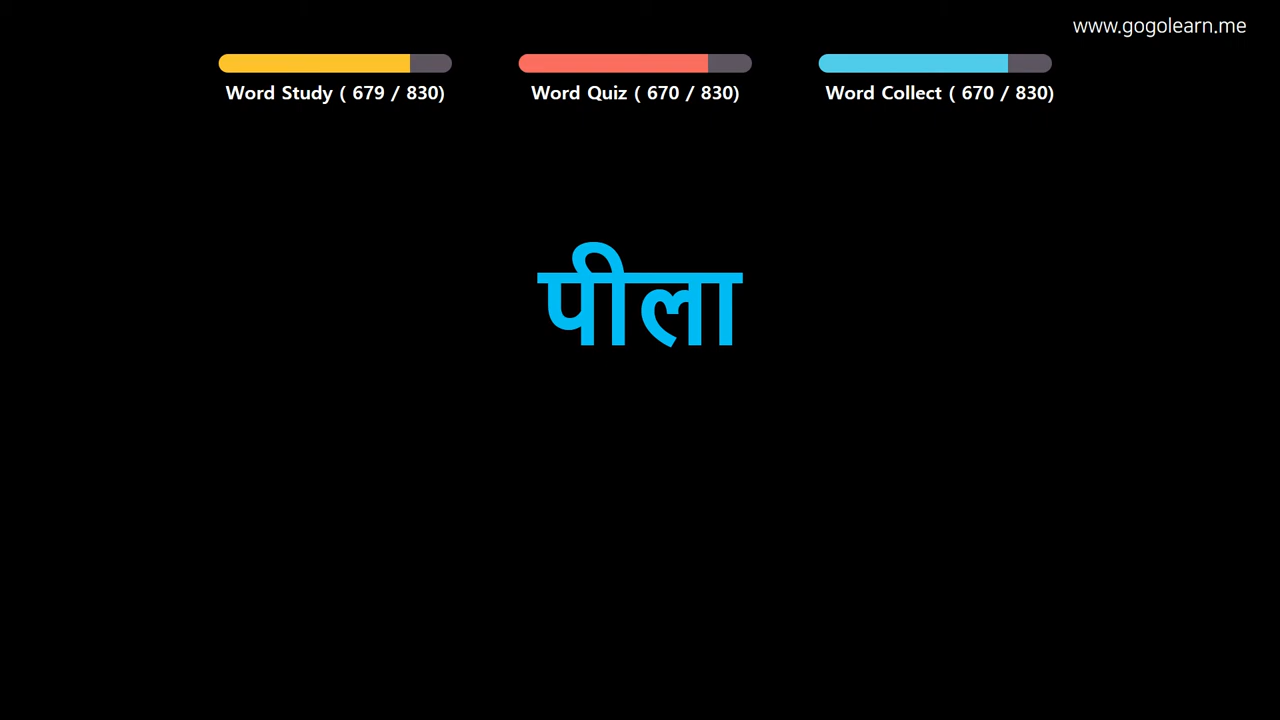 www.gogolearn.me
Word Study ( 679 / 830)
Word Quiz ( 670 / 830)
Word Collect ( 670 / 830)
पीला